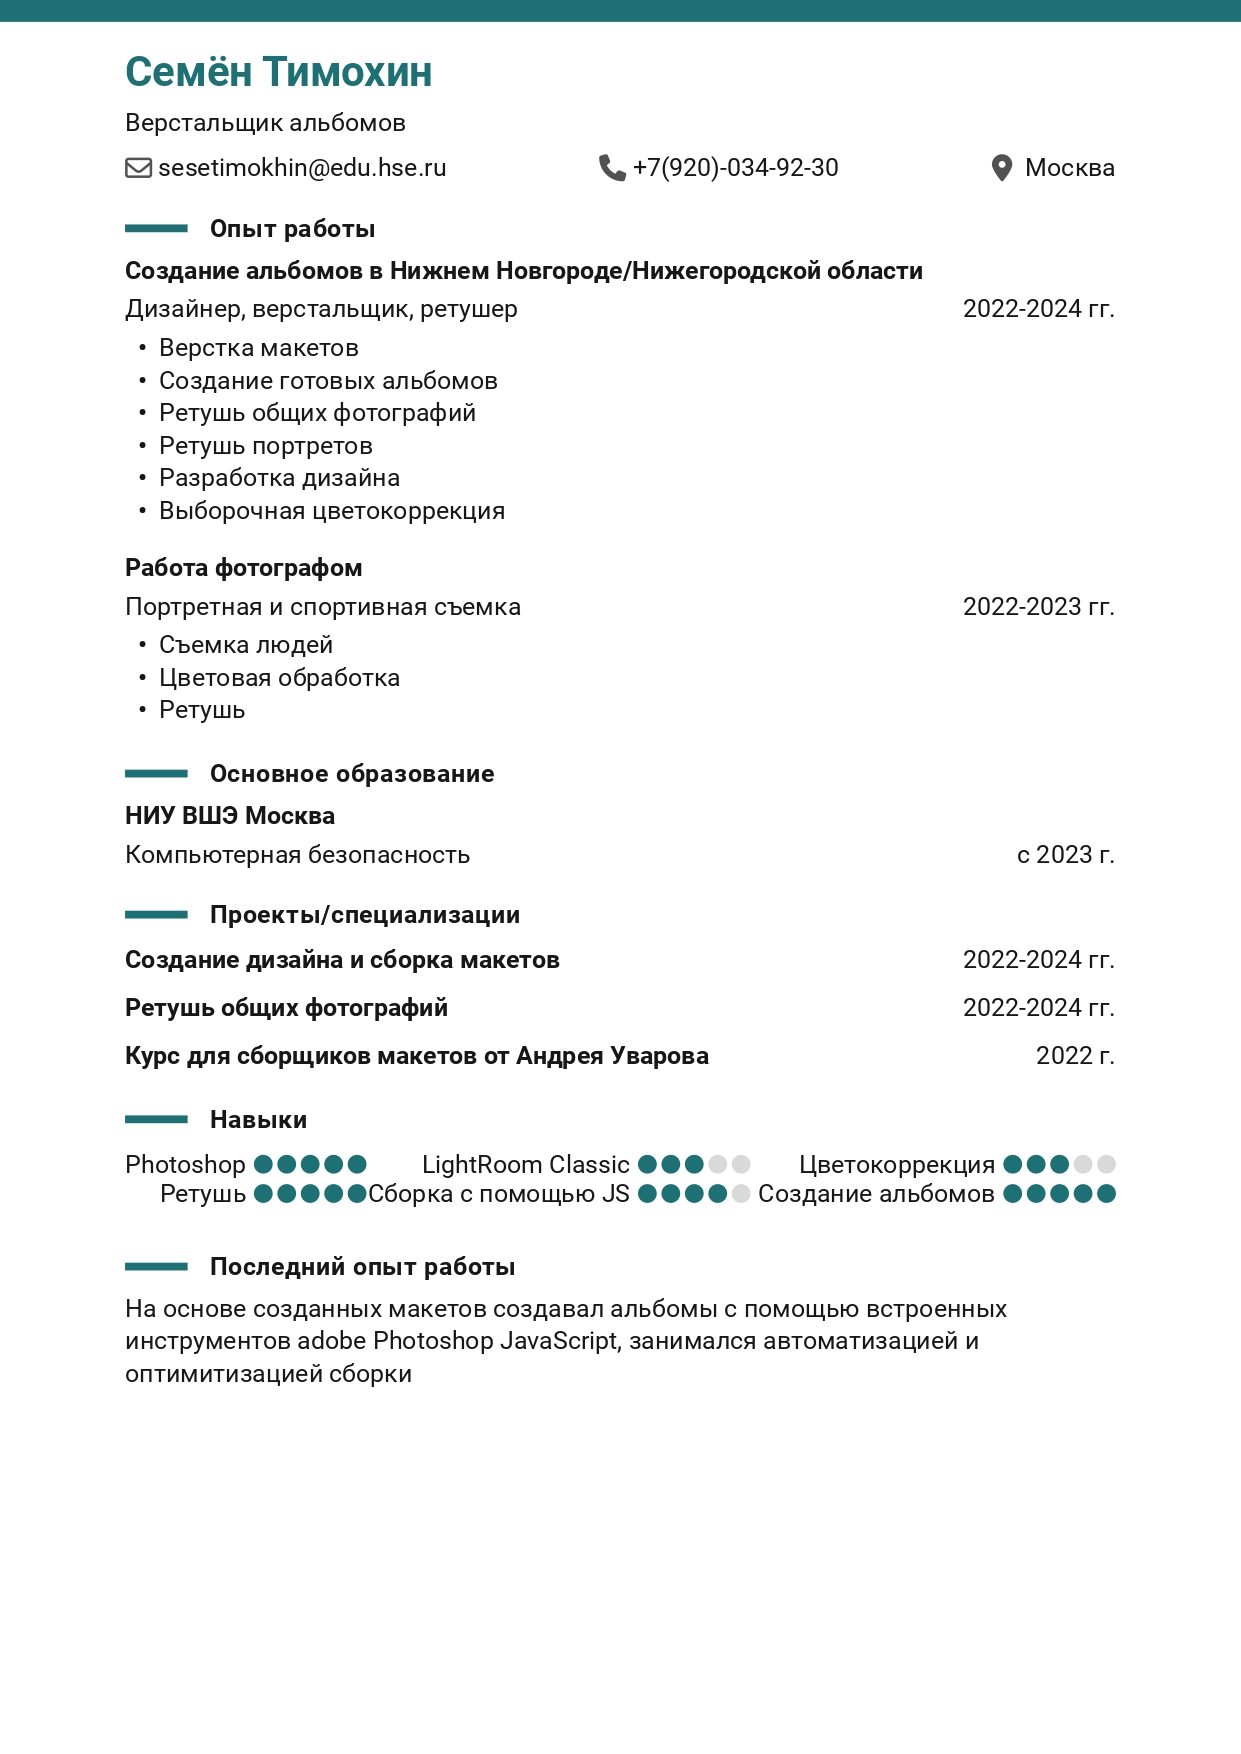 Семён Тимохин
Верстальщик альбомов
sesetimokhin@edu.hse.ru +7(920)-034-92-30 Москва
Опыт работы
Создание альбомов в Нижнем Новгороде/Нижегородской области
Дизайнер, верстальщик, ретушер 2022-2024 гг.
• Верстка макетов
• Создание готовых альбомов
• Ретушь общих фотографий
• Ретушь портретов
• Разработка дизайна
• Выборочная цветокоррекция
Работа фотографом
Портретная и спортивная съемка 2022-2023 гг.
• Съемка людей
• Цветовая обработка
• Ретушь
Основное образование
НИУ ВШЭ Москва
Компьютерная безопасность с 2023 г.
Проекты/специализации
Создание дизайна и сборка макетов 2022-2024 гг.
Ретушь общих фотографий 2022-2024 гг.
Курс для сборщиков макетов от Андрея Уварова 2022 г.
Навыки
Photoshop LightRoom Classic Цветокоррекция
Ретушь Сборка с помощью JS Создание альбомов
Последний опыт работы
На основе созданных макетов создавал альбомы с помощью встроенных
инструментов adobe Photoshop JavaScript, занимался автоматизацией и
оптимитизацией сборки